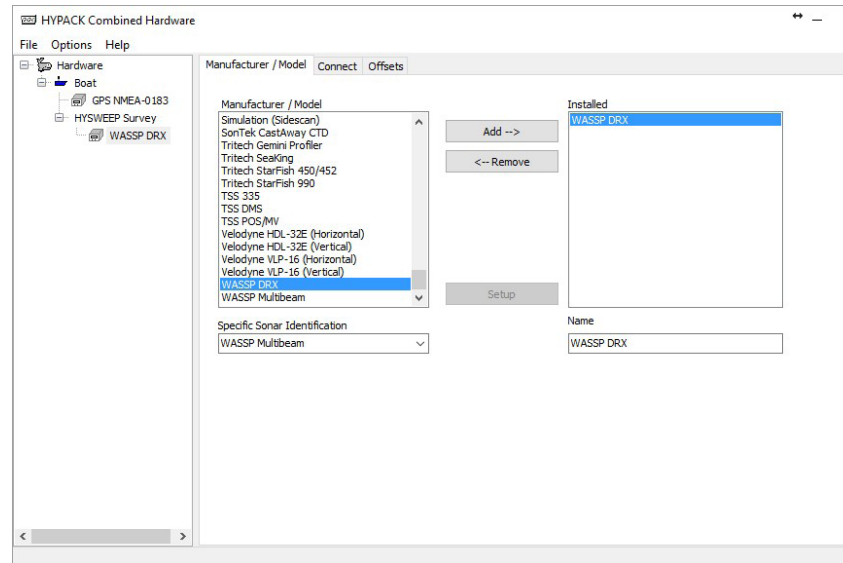 HYPACK Combined Hardware
File Options Help
Hardware
Boat
GPS NMEA-0183
HYSWEEP Survey
WASSP DRX
Manufacturer / Model Connect Offsets
Manufacturer / Model
Simulation (Sidescan)
SonTek CastAway CTD
Tritech Gemini Profiler
Tritech SeaKing
Tritech StarFish 450/452
Tritech StarFish 990
TSS 335
TSS DMS
TSS POS/MV
Velodyne HDL-32E (Horizontal)
Velodyne HDL-32E (Vertical)
Velodyne VLP-16 (Horizontal)
Velodyne VLP-16 (Vertical)
WASSP DRX
WASSP Multibeam
Specific Sonar Identification
WASSP Multibeam
Add -->
<-- Remove
Setup
Installed
WASSP DRX
Name
WASSP DRX